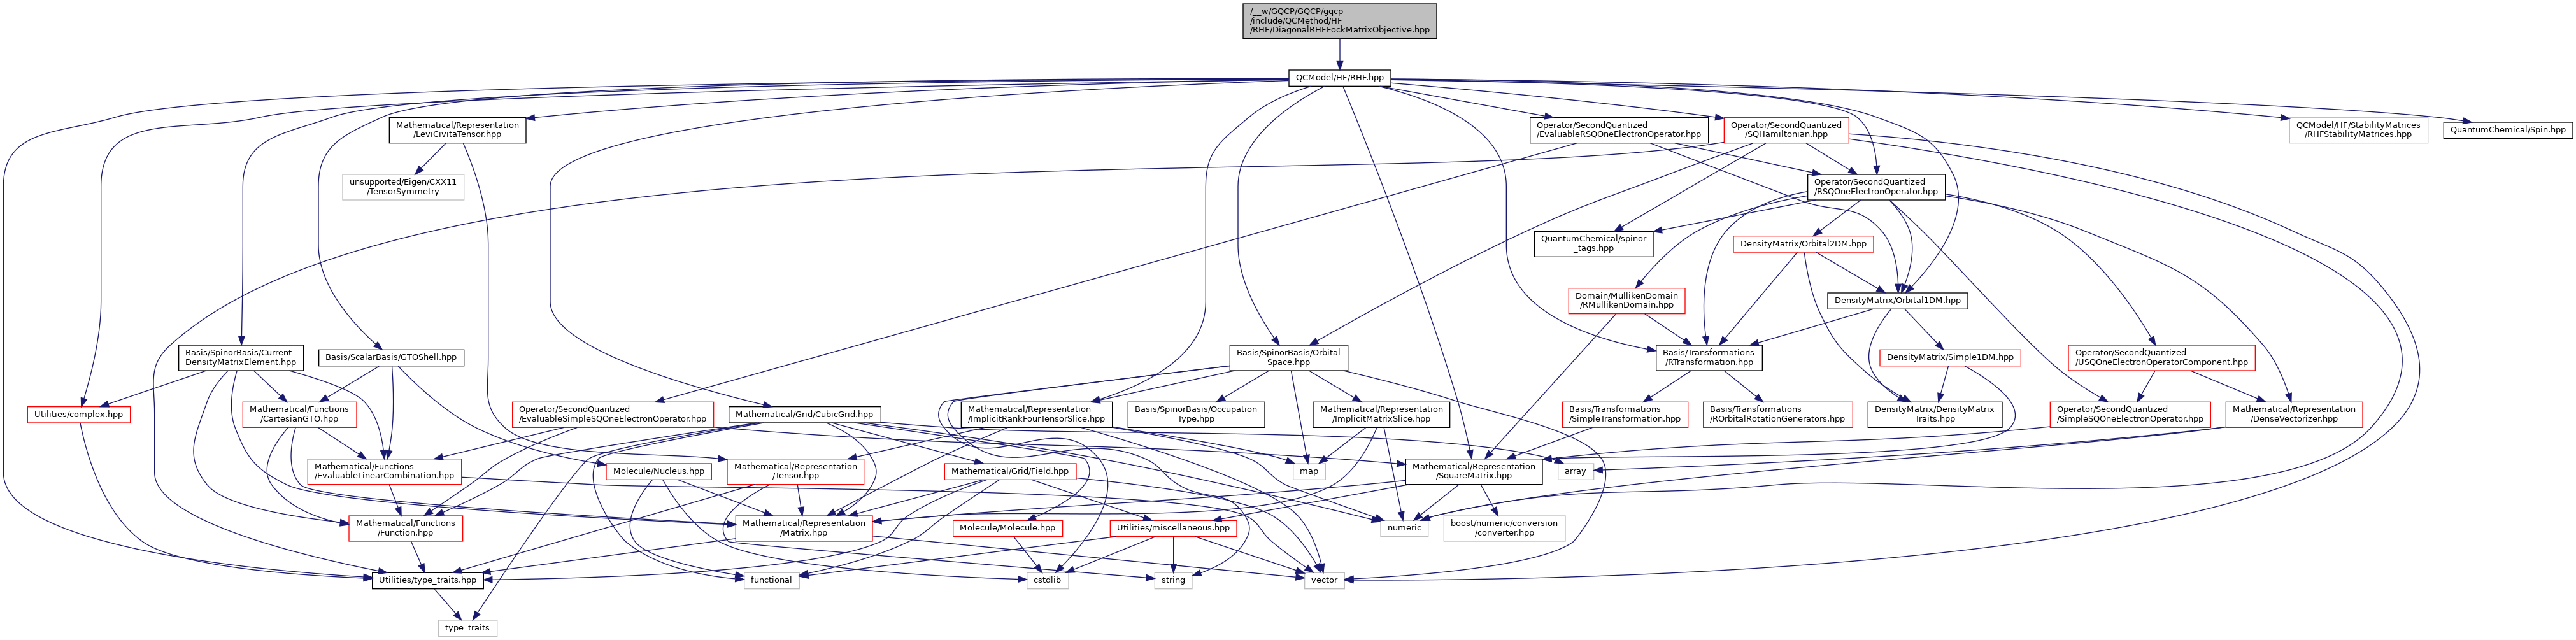 /__w/GQCP/GQCP/gqcp
/include/QCMethod/HF
/RHF/DiagonalRHFFockMatrixObjective.hpp
QCModel/HF/RHF.hpp
Mathematical/Representation
/LeviCivitaTensor.hpp
Operator/SecondQuantized
/EvaluableRSQOneElectronOperator.hpp
Operator/SecondQuantized
/SQHamiltonian.hpp
QCModel/HF/StabilityMatrices
/RHFStabilityMatrices.hpp
QuantumChemical/Spin.hpp
unsupported/Eigen/CXX11
/TensorSymmetry
Operator/SecondQuantized
/RSQOneElectronOperator.hpp
QuantumChemical/spinor
_tags.hpp
DensityMatrix/Orbital2DM.hpp
Domain/MullikenDomain
/RMullikenDomain.hpp
DensityMatrix/Orbital1DM.hpp
Basis/SpinorBasis/Current
DensityMatrixElement.hpp
Basis/ScalarBasis/GTOShell.hpp
Basis/SpinorBasis/Orbital
Space.hpp
Basis/Transformations
/RTransformation.hpp
DensityMatrix/Simple1DM.hpp
Operator/SecondQuantized
/USQOneElectronOperatorComponent.hpp
Utilities/complex.hpp
Mathematical/Functions
/CartesianGTO.hpp
Operator/SecondQuantized
/EvaluableSimpleSQOneElectronOperator.hpp
Mathematical/Grid/CubicGrid.hpp
Mathematical/Representation
/ImplicitRankFourTensorSlice.hpp
Basis/SpinorBasis/Occupation
Type.hpp
Mathematical/Representation
/ImplicitMatrixSlice.hpp
Basis/Transformations
/SimpleTransformation.hpp
Basis/Transformations
/ROrbitalRotationGenerators.hpp
DensityMatrix/DensityMatrix
Traits.hpp
Operator/SecondQuantized
/SimpleSQOneElectronOperator.hpp
Mathematical/Representation
/DenseVectorizer.hpp
Mathematical/Functions
/EvaluableLinearCombination.hpp
Molecule/Nucleus.hpp
Mathematical/Representation
/Tensor.hpp
Mathematical/Grid/Field.hpp
map
Mathematical/Representation
/SquareMatrix.hpp
array
Mathematical/Functions
/Function.hpp
Mathematical/Representation
/Matrix.hpp
Molecule/Molecule.hpp
Utilities/miscellaneous.hpp
numeric
boost/numeric/conversion
/converter.hpp
Utilities/type_traits.hpp
functional
cstdlib
string
vector
type_traits